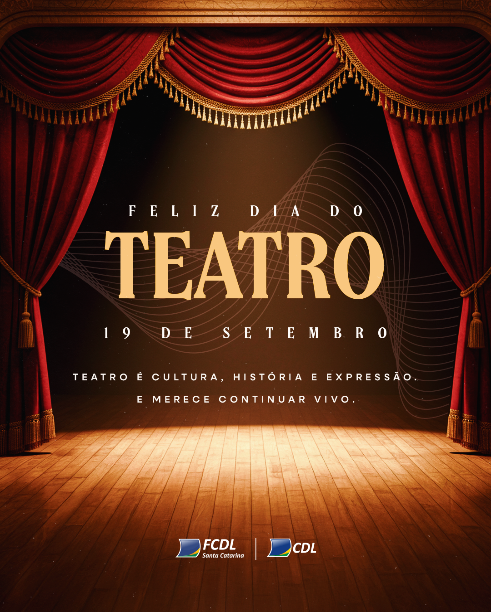 FELIZ DIA DO
TEATRO
19 DE SETEMBRO
TEATRO É CULTURA, HISTÓRIA E EXPRESSÃO.
E MERECE CONTINUAR VIVO.
FCDL
Santa Catarina
CDL